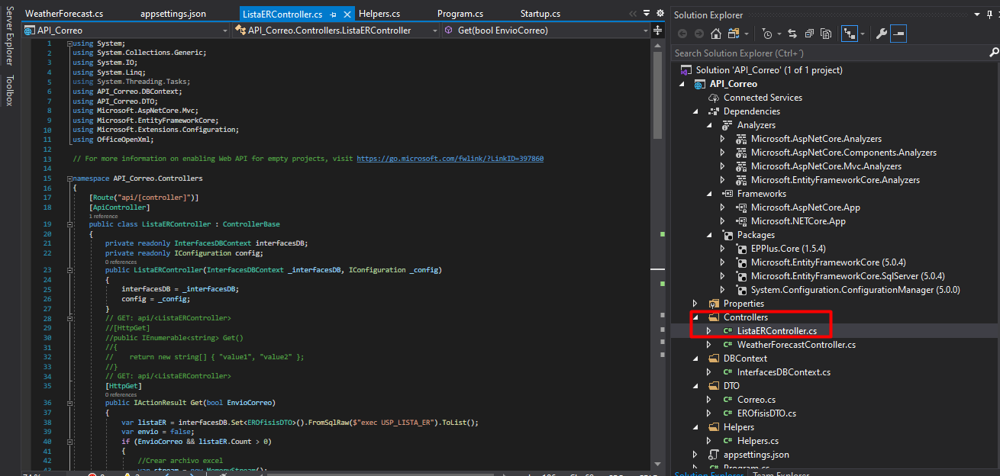 Server Explorer
Toolbox
WeatherForecast.cs
appsettings.json
ListaERController.cs
Helpers.cs
Program.cs
Startup.cs
API_Correo
API_Correo.Controllers.ListaERController
Get(bool EnvioCorreo)
1 using System;
2 using System.Collections.Generic;
3 using System.IO;
4 using System.Linq;
5 using System.Threading.Tasks;
6 using API_Correo.DBContext;
7 using API_Correo.DTO;
8 using Microsoft.AspNetCore.Mvc;
9 using Microsoft.EntityFrameworkCore;
10 using Microsoft.Extensions.Configuration;
11 using OfficeOpenXml;
12
13 // For more information on enabling Web API for empty projects, visit https://go.microsoft.com/fwlink/?LinkID=397860
14
15 namespace API_Correo.Controllers
16 {
17 [Route("api/[controller]")]
18 [ApiController]
1 reference
19 public class ListaERController : ControllerBase
20 {
21 private readonly InterfacesDBContext interfacesDB;
22 private readonly IConfiguration config;
0 references
23 public ListaERController(InterfacesDBContext _interfacesDB, IConfiguration _config)
24 {
25 interfacesDB = _interfacesDB;
26 config = _config;
27 }
28 // GET: api/<ListaERController>
29 //[HttpGet]
30 //public IEnumerable<string> Get()
31 //{
32 // return new string[] { "value1", "value2" };
33 //}
34 // GET: api/<ListaERController>
35 [HttpGet]
0 references
36 public IActionResult Get(bool EnvioCorreo)
37 {
38 var listaER = interfacesDB.Set<EROfisisDTO>().FromSqlRaw($"exec USP_LISTA_ER").ToList();
39 var envio = false;
40 if (EnvioCorreo && listaER.Count > 0)
41 {
42 //Crear archivo excel
43 var stream = new MemoryStream();
Solution Explorer
Search Solution Explorer (Ctrl+´)
Solution 'API_Correo' (1 of 1 project)
API_Correo
Connected Services
Dependencies
Analyzers
Microsoft.AspNetCore.Analyzers
Microsoft.AspNetCore.Components.Analyzers
Microsoft.AspNetCore.Mvc.Analyzers
Microsoft.EntityFrameworkCore.Analyzers
Frameworks
Microsoft.AspNetCore.App
Microsoft.NETCore.App
Packages
EPPlus.Core (1.5.4)
Microsoft.EntityFrameworkCore (5.0.4)
Microsoft.EntityFrameworkCore.SqlServer (5.0.4)
System.Configuration.ConfigurationManager (5.0.0)
Properties
Controllers
C# ListaERController.cs
C# WeatherForecastController.cs
DBContext
C# InterfacesDBContext.cs
DTO
C# Correo.cs
C# EROfisisDTO.cs
Helpers
C# Helpers.cs
appsettings.json
C# Program.cs
Solution Explorer
Team Explorer